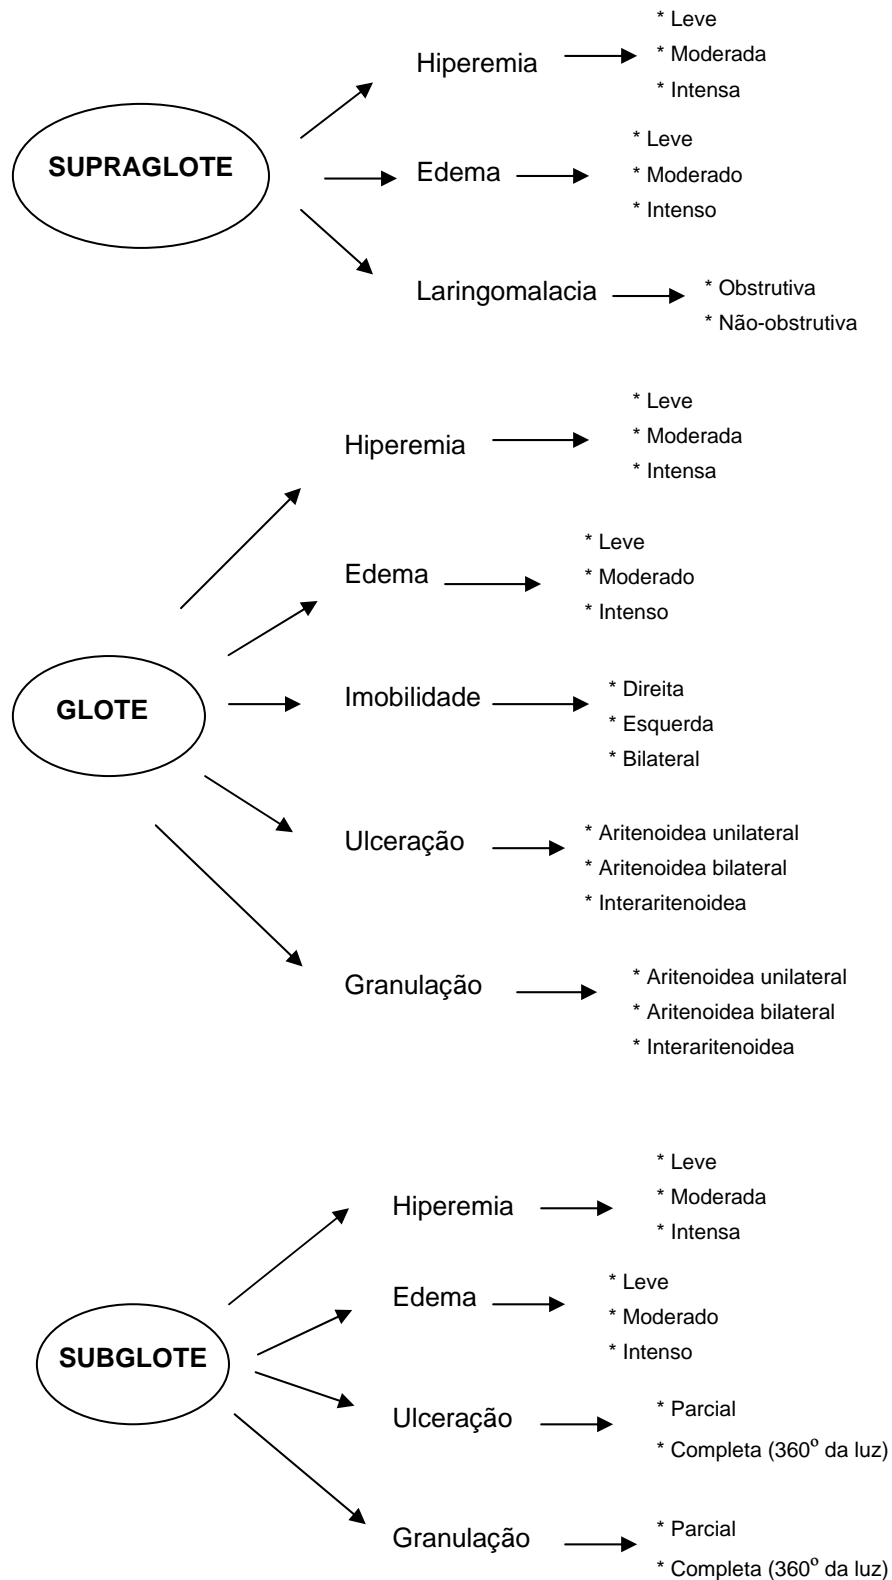 SUPRAGLOTE
Hiperemia
* Leve
* Moderada
* Intensa
Edema
* Leve
* Moderado
* Intenso
Laringomalacia
* Obstrutiva
* Não-obstrutiva
GLOTE
Hiperemia
* Leve
* Moderada
* Intensa
Edema
* Leve
* Moderado
* Intenso
Imobilidade
* Direita
* Esquerda
* Bilateral
Ulceração
* Aritenoidea unilateral
* Aritenoidea bilateral
* Interaritenoidea
Granulação
* Aritenoidea unilateral
* Aritenoidea bilateral
* Interaritenoidea
SUBGLOTE
Hiperemia
* Leve
* Moderada
* Intensa
Edema
* Leve
* Moderado
* Intenso
Ulceração
* Parcial
* Completa (360º da luz)
Granulação
* Parcial
* Completa (360º da luz)